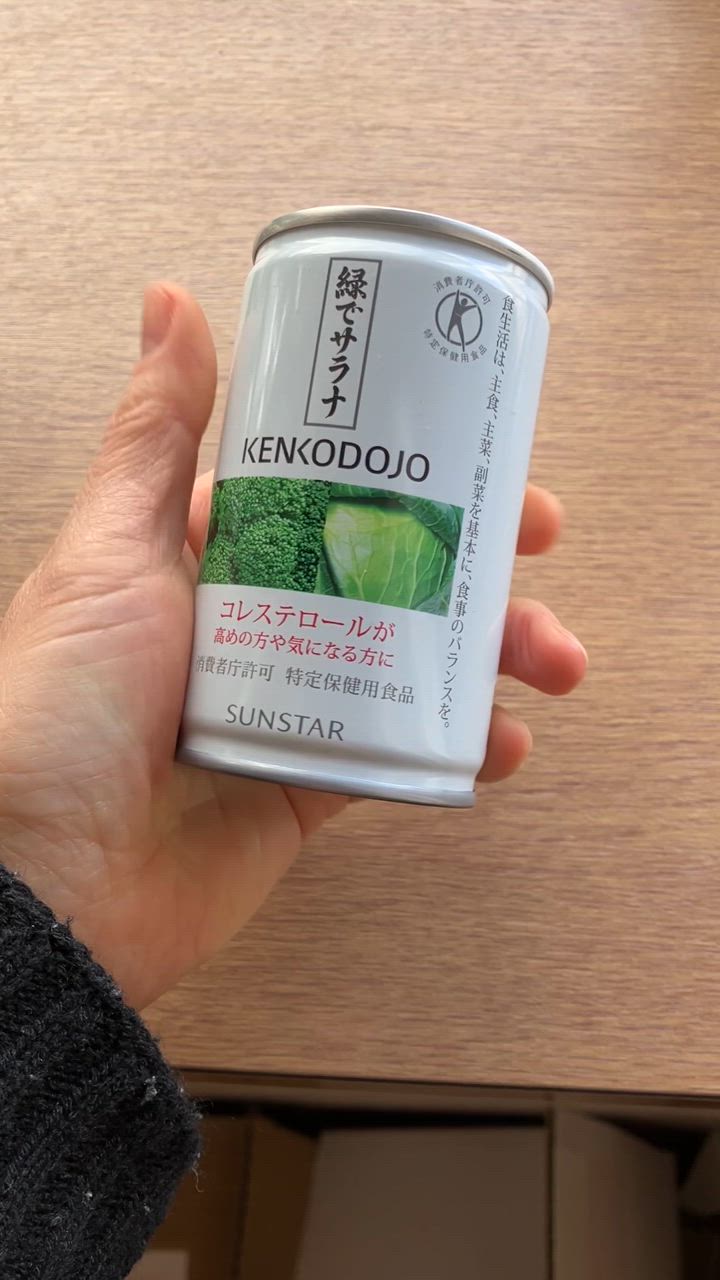 緑でサラナ
消費者庁許可
特定保健用食品
食生活は、主食、主菜、副菜を基本に、食事のバランスを。
KENKODOJO
コレステロールが
高めの方や気になる方に
消費者庁許可 特定保健用食品
SUNSTAR